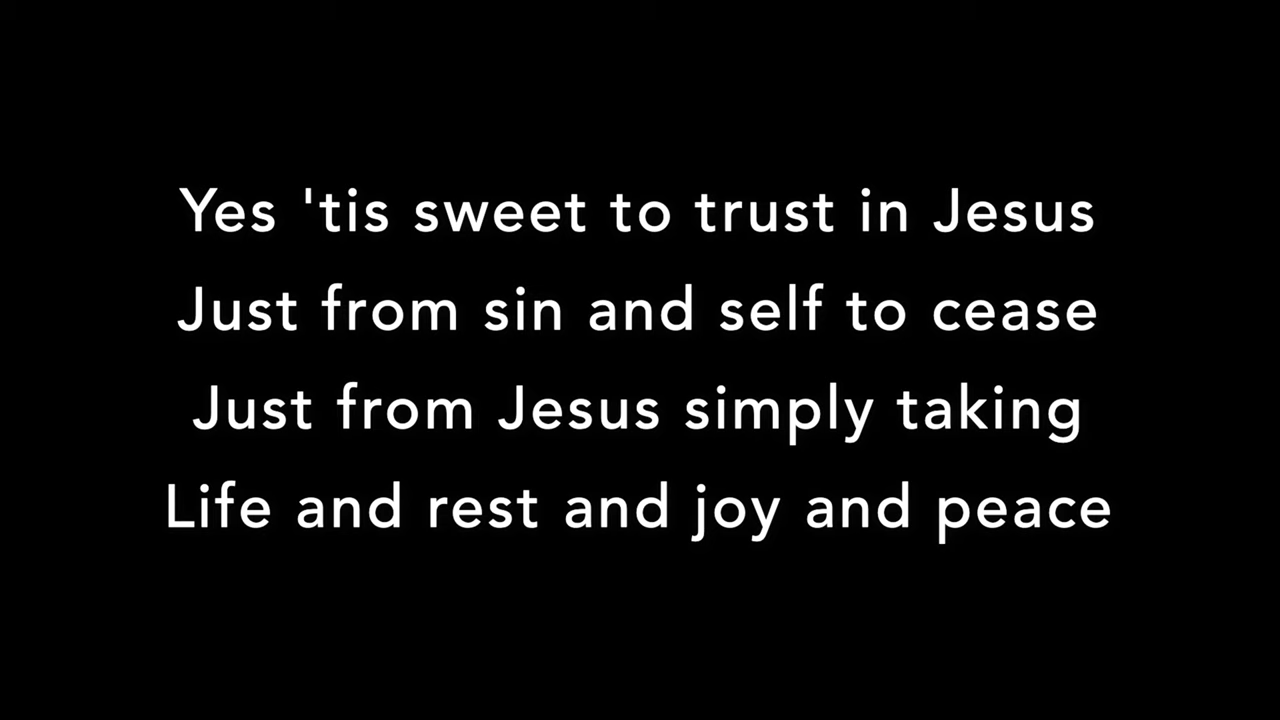 Yes 'tis sweet to trust in Jesus
Just from sin and self to cease
Just from Jesus simply taking
Life and rest and joy and peace